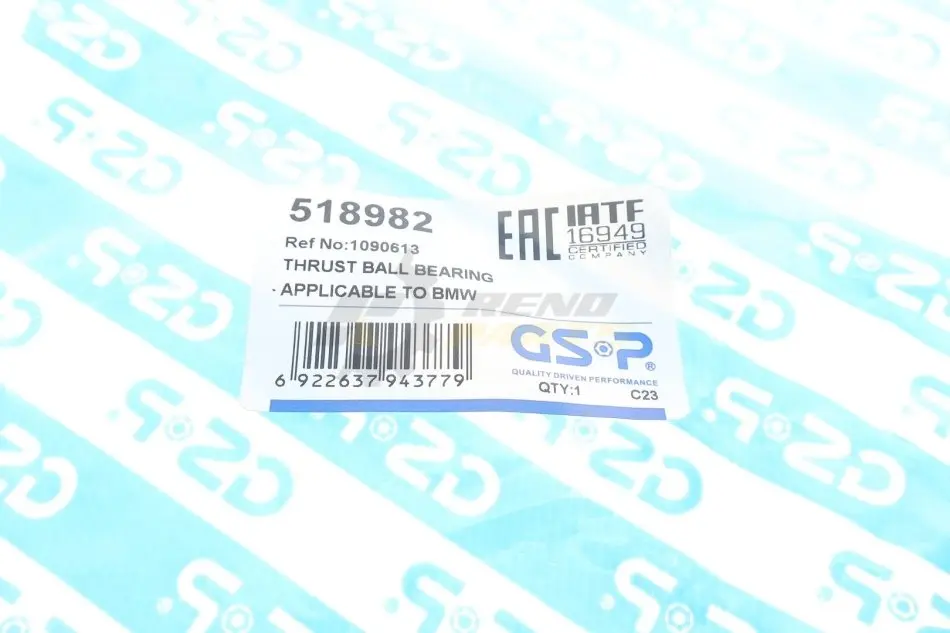 518982
Ref No:1090613
THRUST BALL BEARING
· APPLICABLE TO BMW
6 922637 943779
EAC
IATF
16949
CERTIFIED
COMPANY
GSP®
QUALITY DRIVEN PERFORMANCE
QTY:1
C23
RENO